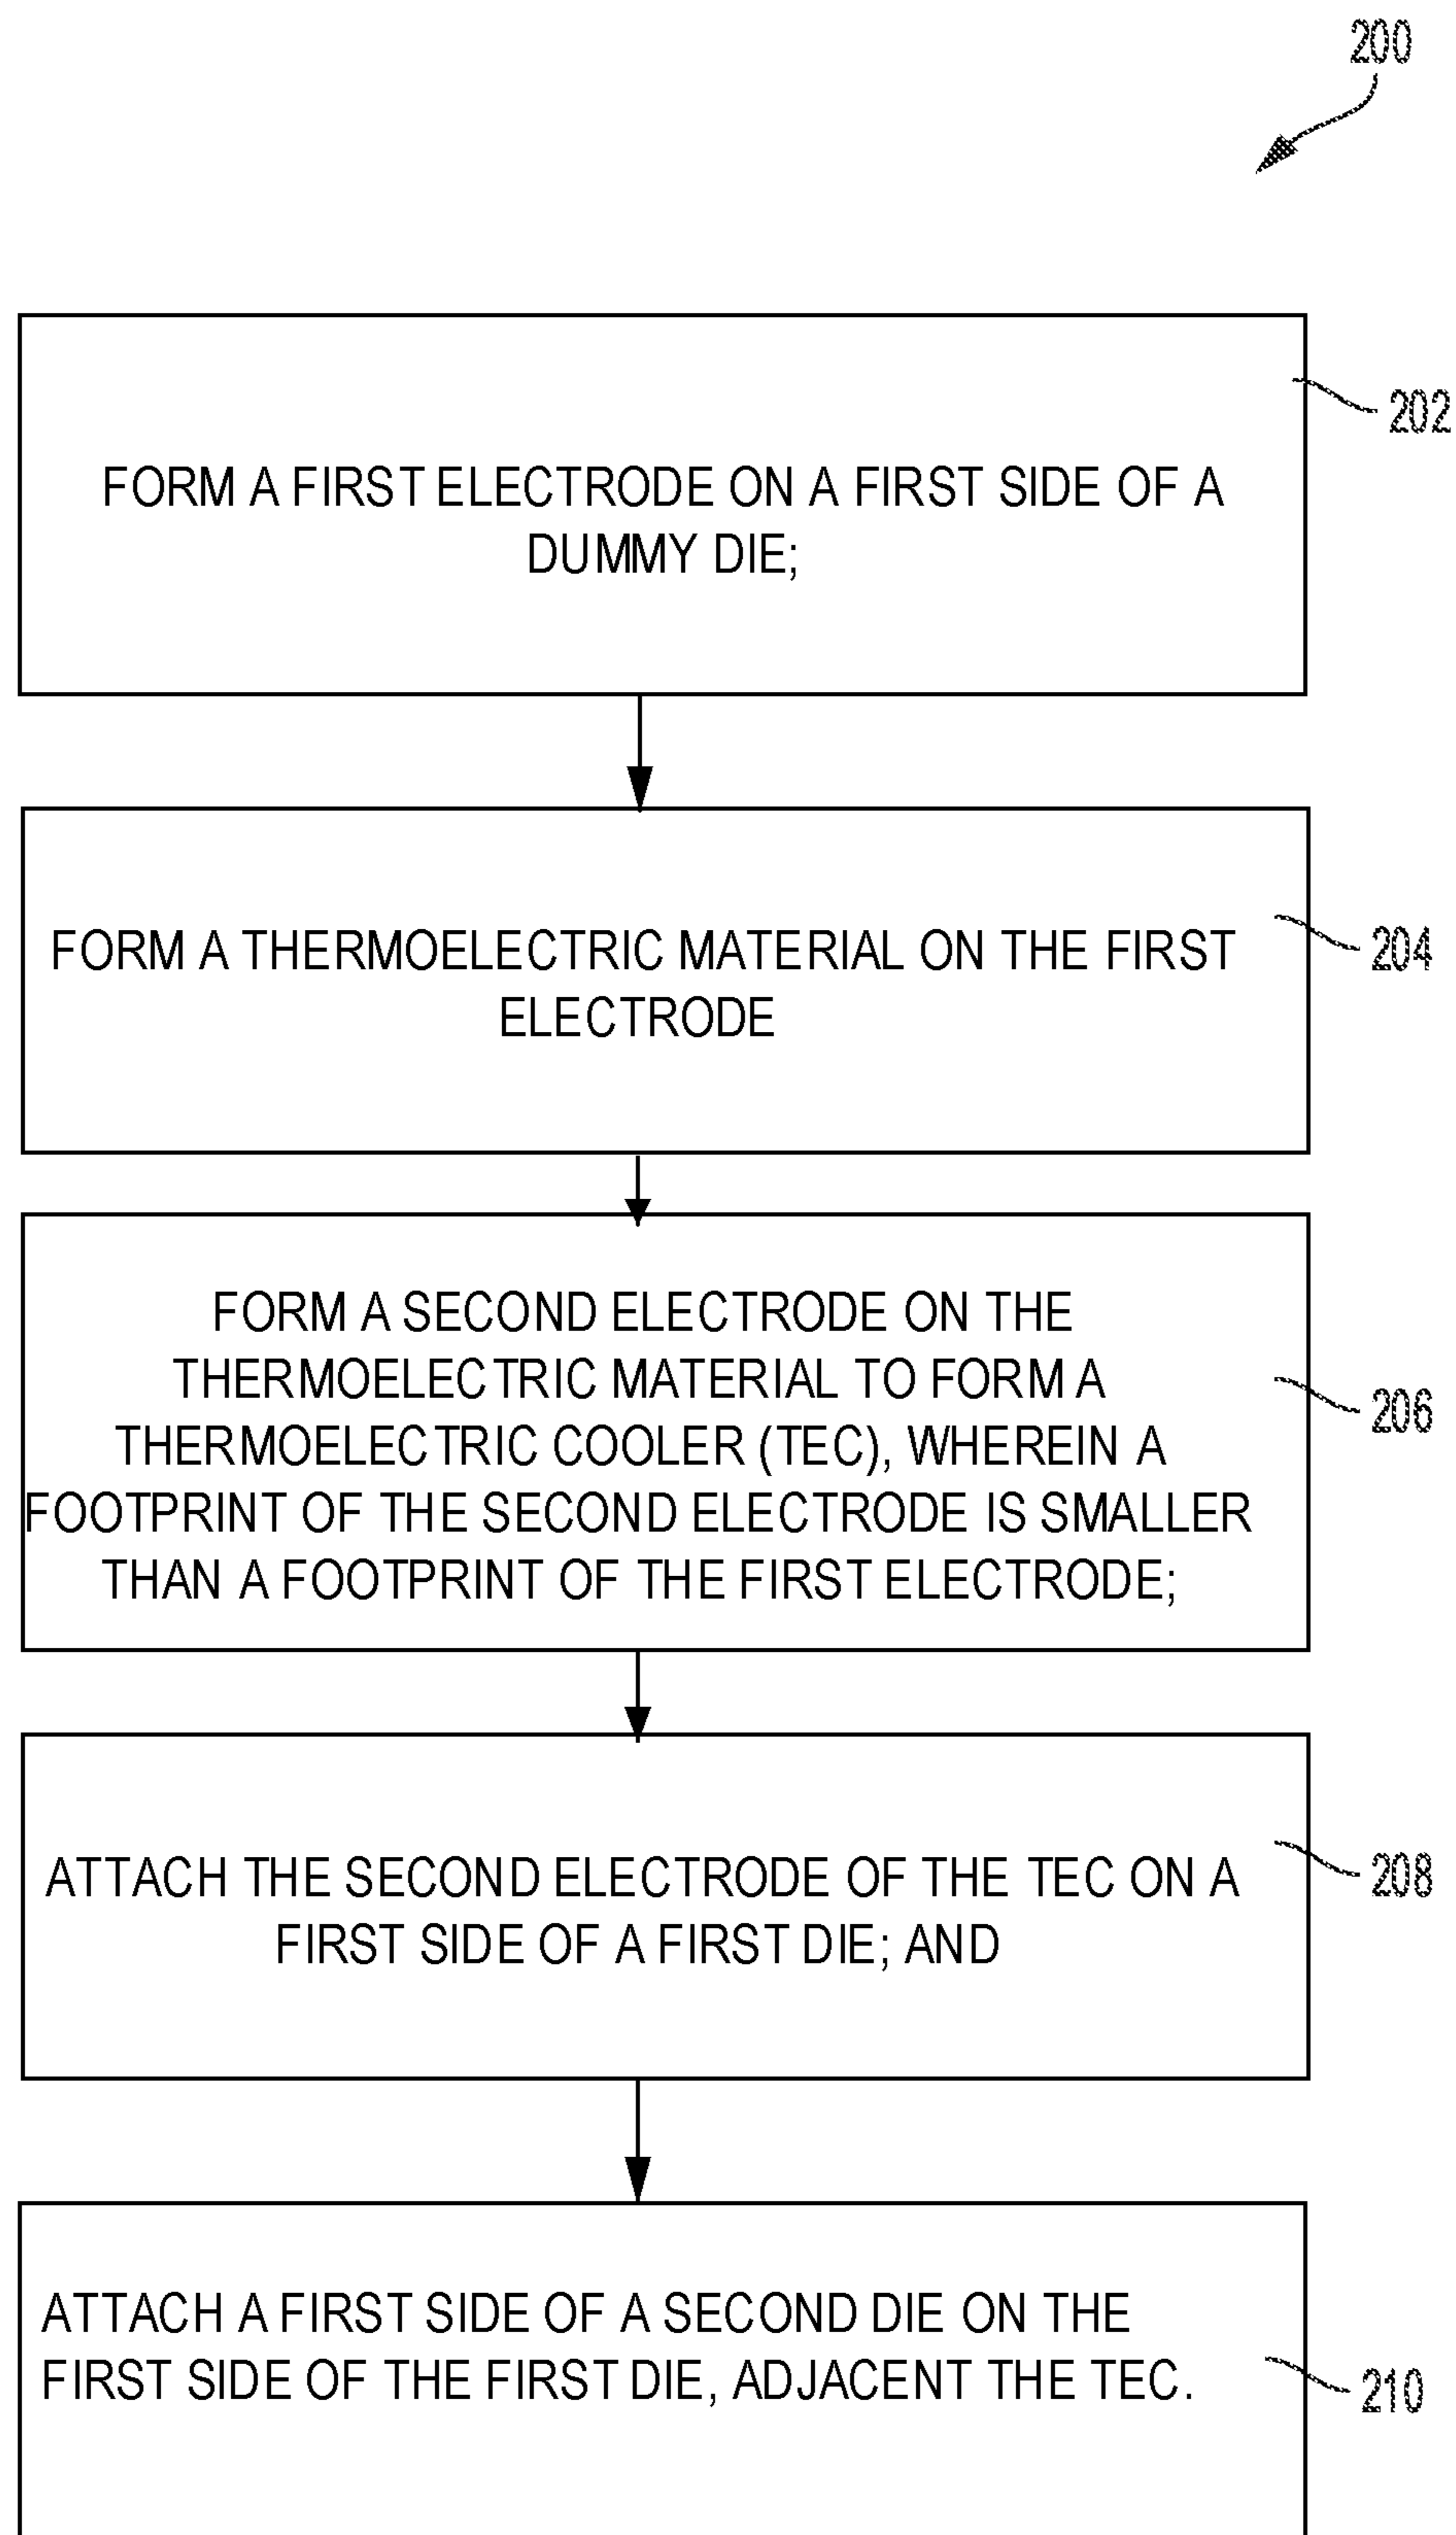 200
FORM A FIRST ELECTRODE ON A FIRST SIDE OF A
DUMMY DIE;
202
FORM A THERMOELECTRIC MATERIAL ON THE FIRST
ELECTRODE
204
FORM A SECOND ELECTRODE ON THE
THERMOELECTRIC MATERIAL TO FORM A
THERMOELECTRIC COOLER (TEC), WHEREIN A
FOOTPRINT OF THE SECOND ELECTRODE IS SMALLER
THAN A FOOTPRINT OF THE FIRST ELECTRODE;
206
ATTACH THE SECOND ELECTRODE OF THE TEC ON A
FIRST SIDE OF A FIRST DIE; AND
208
ATTACH A FIRST SIDE OF A SECOND DIE ON THE
FIRST SIDE OF THE FIRST DIE, ADJACENT THE TEC.
210